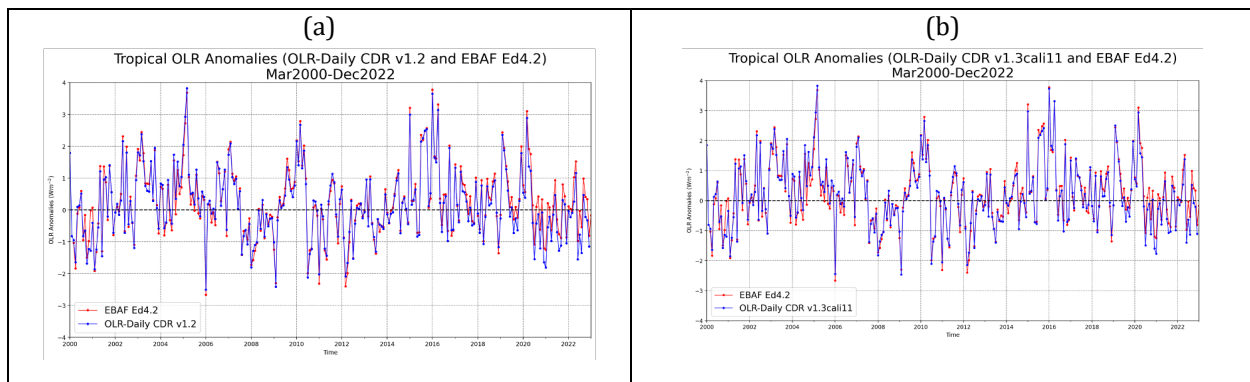 (a)
Tropical OLR Anomalies (OLR-Daily CDR v1.2 and EBAF Ed4.2)
Mar2000-Dec2022
OLR Anomalies (Wm⁻²)
4
3
2
1
0
−1
−2
−3
−4
EBAF Ed4.2
OLR-Daily CDR v1.2
2000 2002 2004 2006 2008 2010 2012 2014 2016 2018 2020 2022
Time
(b)
Tropical OLR Anomalies (OLR-Daily CDR v1.3cali11 and EBAF Ed4.2)
Mar2000-Dec2022
OLR Anomalies (Wm⁻²)
4
3
2
1
0
−1
−2
−3
−4
EBAF Ed4.2
OLR-Daily CDR v1.3cali11
2000 2002 2004 2006 2008 2010 2012 2014 2016 2018 2020 2022
Time